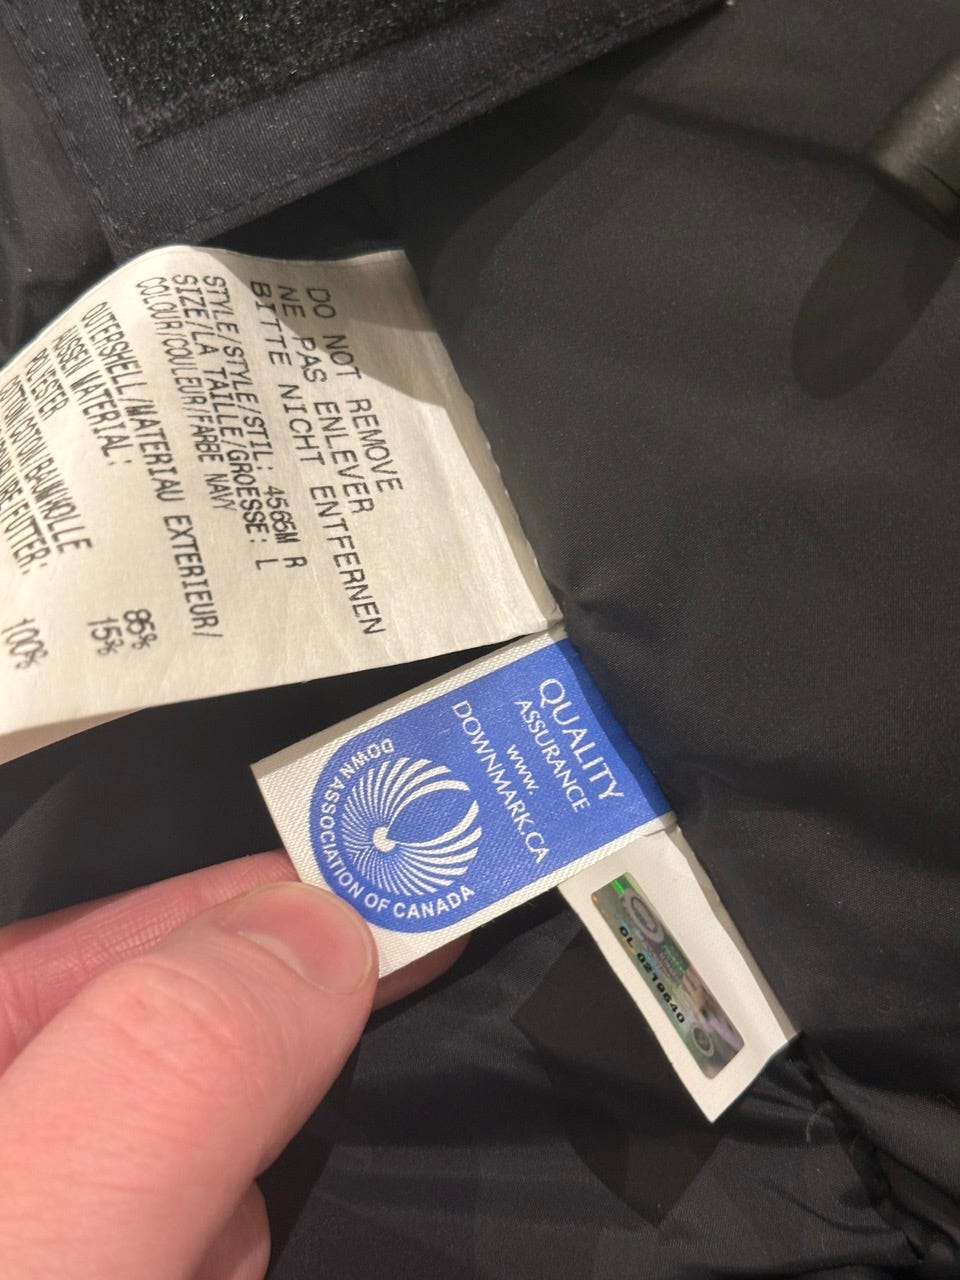 DO NOT REMOVE
NE PAS ENLEVER
BITTE NICHT ENTFERNEN
STYLE/STYLE/STIL: 4565M R
SIZE/LA TAILLE/GROESSE: L
COLOUR/COULEUR/FARBE NAVY
OUTERSHELL/MATERIAU EXTERIEUR/
AUSSEN MATERIAL:
POLYESTER 85%
COTTON/COTON/BAUMWOLLE 15%
FUTTER:
100%
QUALITY
ASSURANCE
www.
DOWNMARK.CA
DOWN ASSOCIATION OF CANADA
0219640